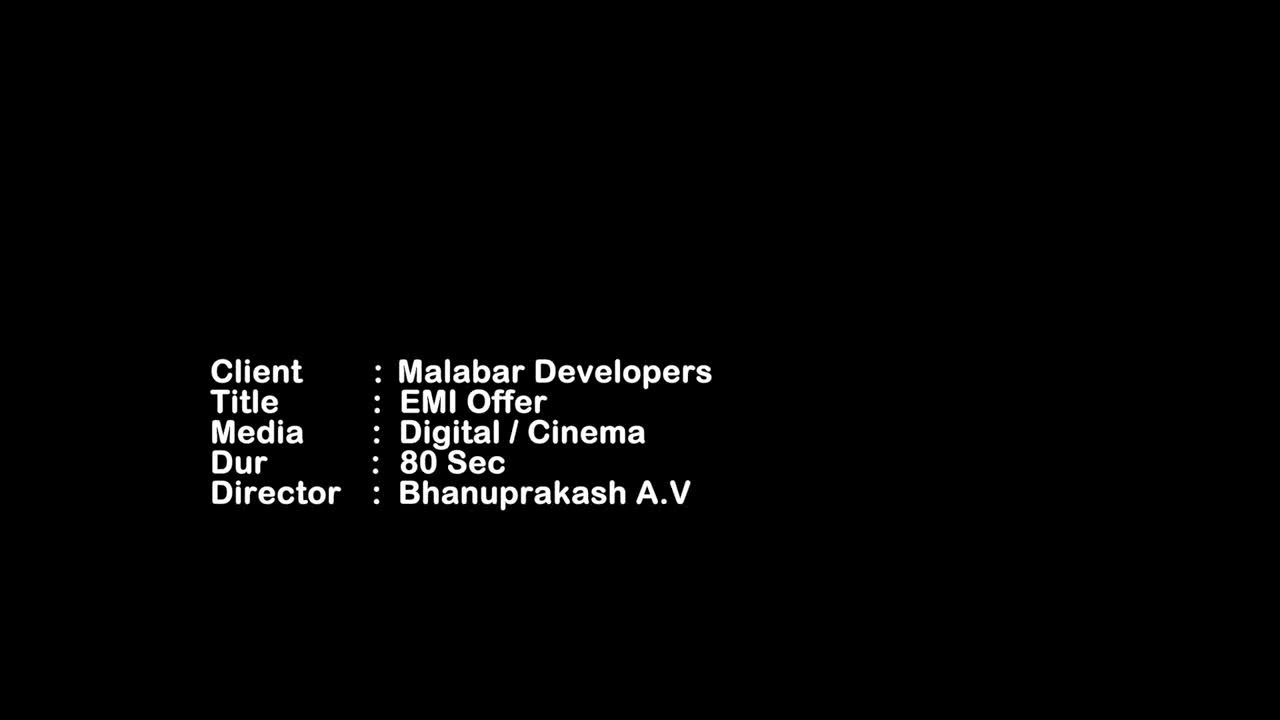 Client : Malabar Developers
Title : EMI Offer
Media : Digital / Cinema
Dur : 80 Sec
Director : Bhanuprakash A.V